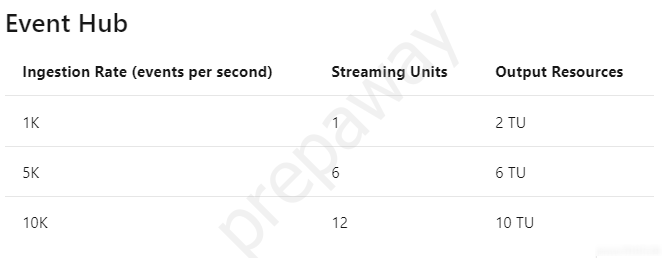 Event Hub
Ingestion Rate (events per second) Streaming Units Output Resources
1K 1 2 TU
5K 6 6 TU
10K 12 10 TU
prepaway